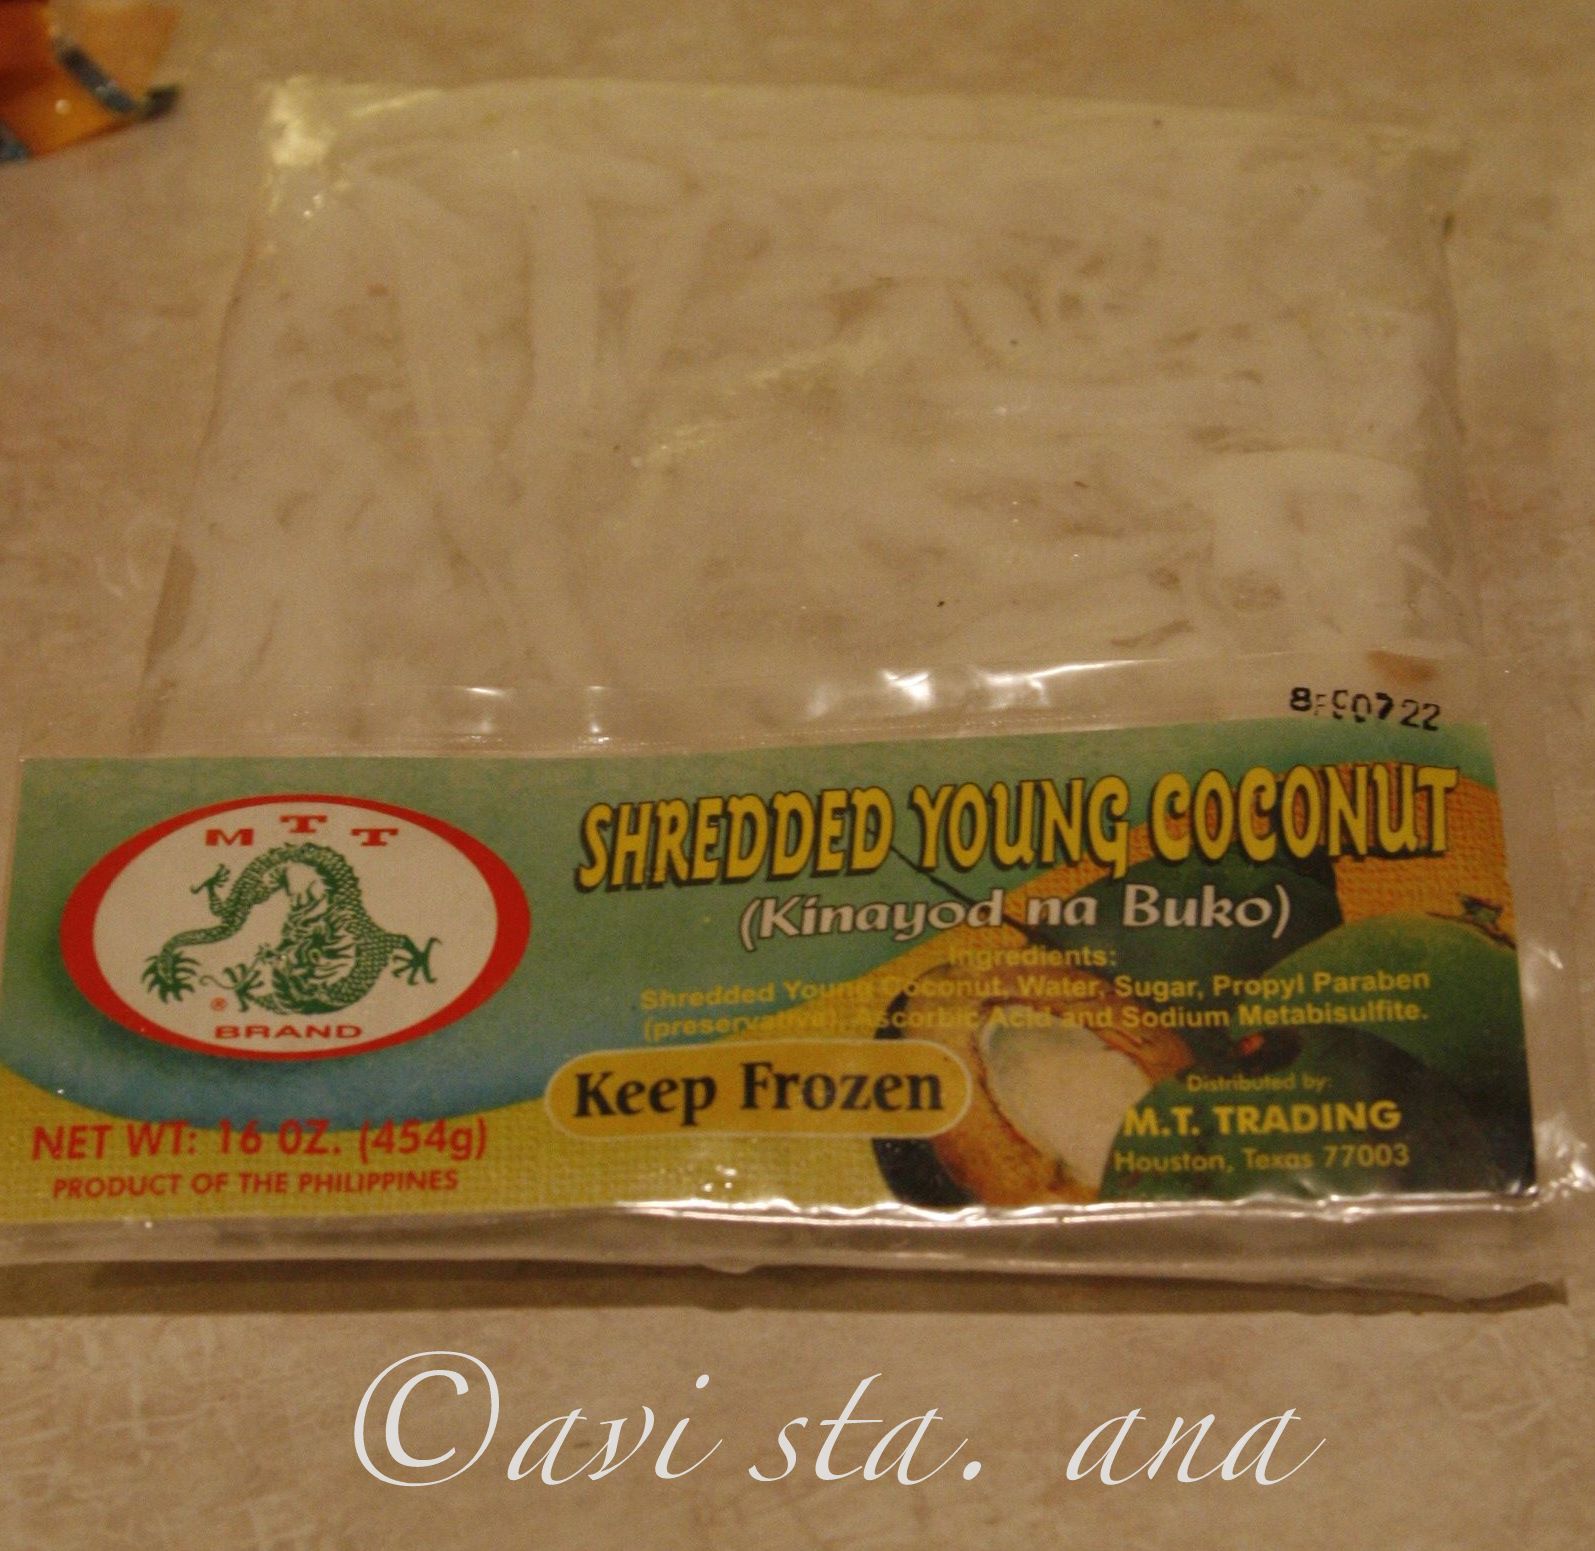 M T T
BRAND
®
NET WT: 16 OZ. (454g)
PRODUCT OF THE PHILIPPINES
SHREDDED YOUNG COCONUT
(Kinayod na Buko)
Ingredients:
Shredded Young Coconut, Water, Sugar, Propyl Paraben
(preservative), Ascorbic Acid and Sodium Metabisulfite.
Keep Frozen
Distributed by:
M.T. TRADING
Houston, Texas 77003
©avi sta. ana